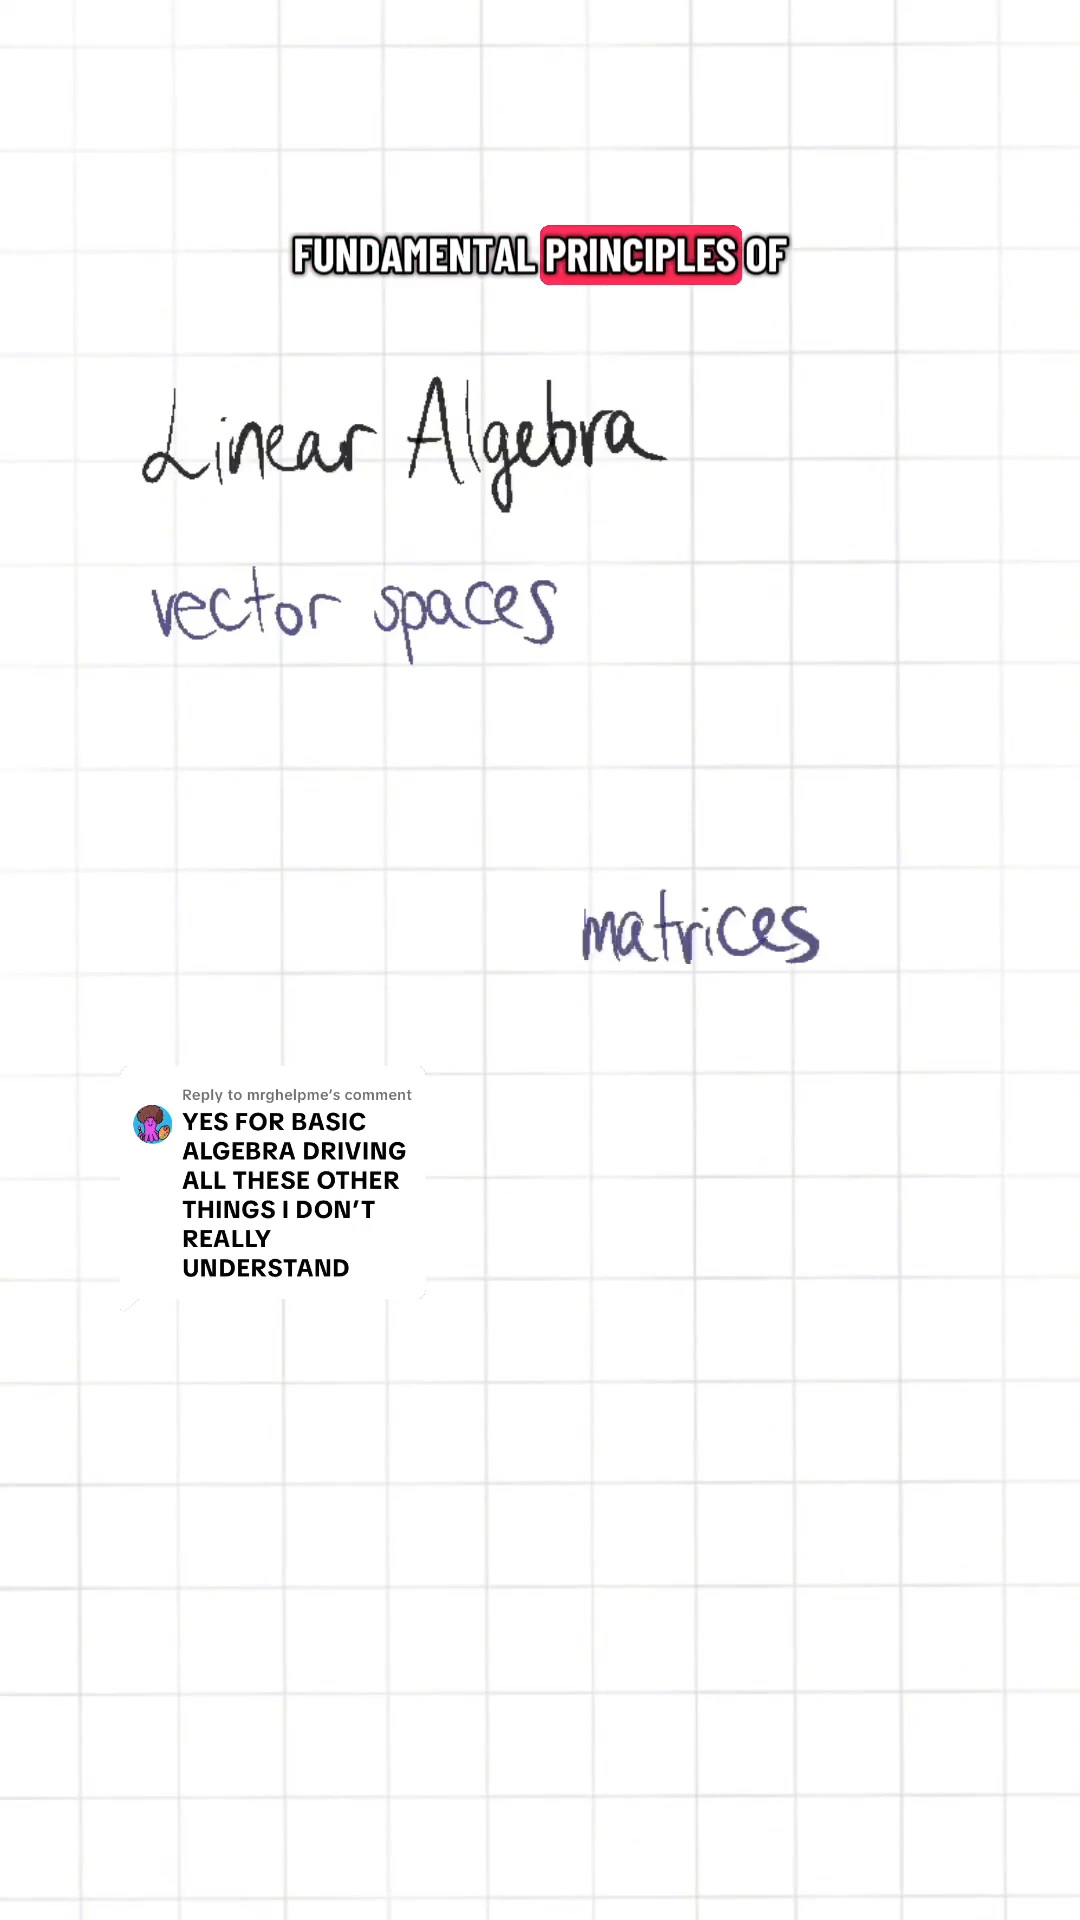 FUNDAMENTAL PRINCIPLES OF
Linear Algebra
vector spaces
matrices
Reply to mrghelpme's comment
YES FOR BASIC
ALGEBRA DRIVING
ALL THESE OTHER
THINGS I DON'T
REALLY
UNDERSTAND